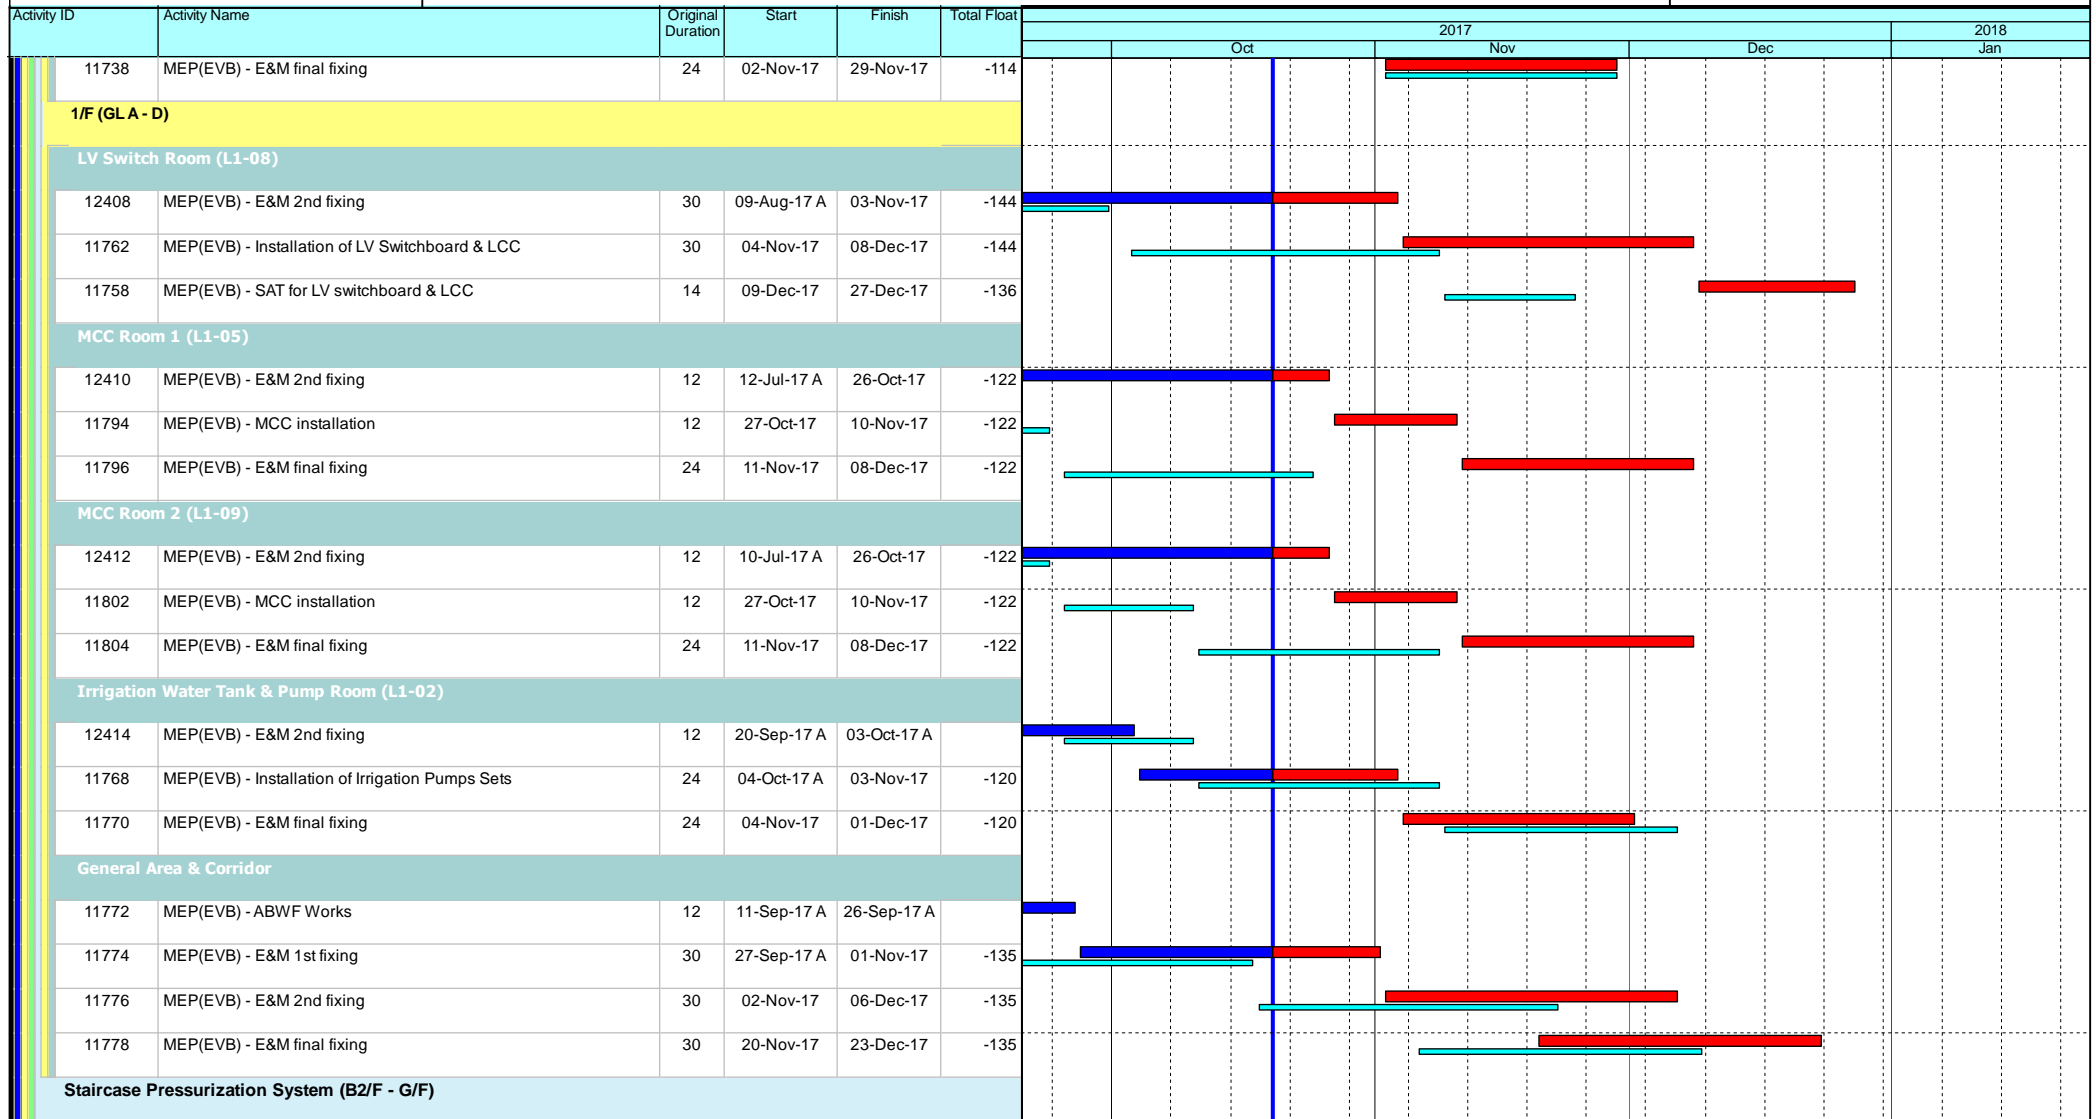 Activity ID Activity Name Original Duration Start Finish Total Float
2017 2018
Oct Nov Dec Jan
11738 MEP(EVB) - E&M final fixing 24 02-Nov-17 29-Nov-17 -114
1/F (GL A - D)
LV Switch Room (L1-08)
12408 MEP(EVB) - E&M 2nd fixing 30 09-Aug-17 A 03-Nov-17 -144
11762 MEP(EVB) - Installation of LV Switchboard & LCC 30 04-Nov-17 08-Dec-17 -144
11758 MEP(EVB) - SAT for LV switchboard & LCC 14 09-Dec-17 27-Dec-17 -136
MCC Room 1 (L1-05)
12410 MEP(EVB) - E&M 2nd fixing 12 12-Jul-17 A 26-Oct-17 -122
11794 MEP(EVB) - MCC installation 12 27-Oct-17 10-Nov-17 -122
11796 MEP(EVB) - E&M final fixing 24 11-Nov-17 08-Dec-17 -122
MCC Room 2 (L1-09)
12412 MEP(EVB) - E&M 2nd fixing 12 10-Jul-17 A 26-Oct-17 -122
11802 MEP(EVB) - MCC installation 12 27-Oct-17 10-Nov-17 -122
11804 MEP(EVB) - E&M final fixing 24 11-Nov-17 08-Dec-17 -122
Irrigation Water Tank & Pump Room (L1-02)
12414 MEP(EVB) - E&M 2nd fixing 12 20-Sep-17 A 03-Oct-17 A
11768 MEP(EVB) - Installation of Irrigation Pumps Sets 24 04-Oct-17 A 03-Nov-17 -120
11770 MEP(EVB) - E&M final fixing 24 04-Nov-17 01-Dec-17 -120
General Area & Corridor
11772 MEP(EVB) - ABWF Works 12 11-Sep-17 A 26-Sep-17 A
11774 MEP(EVB) - E&M 1st fixing 30 27-Sep-17 A 01-Nov-17 -135
11776 MEP(EVB) - E&M 2nd fixing 30 02-Nov-17 06-Dec-17 -135
11778 MEP(EVB) - E&M final fixing 30 20-Nov-17 23-Dec-17 -135
Staircase Pressurization System (B2/F - G/F)